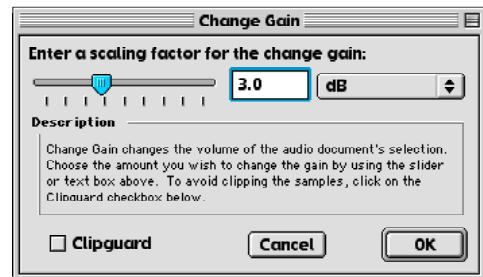 Change Gain
Enter a scaling factor for the change gain:
3.0 dB
Description
Change Gain changes the volume of the audio document's selection.
Choose the amount you wish to change the gain by using the slider
or text box above. To avoid clipping the samples, click on the
Clipguard checkbox below.
Clipguard Cancel OK